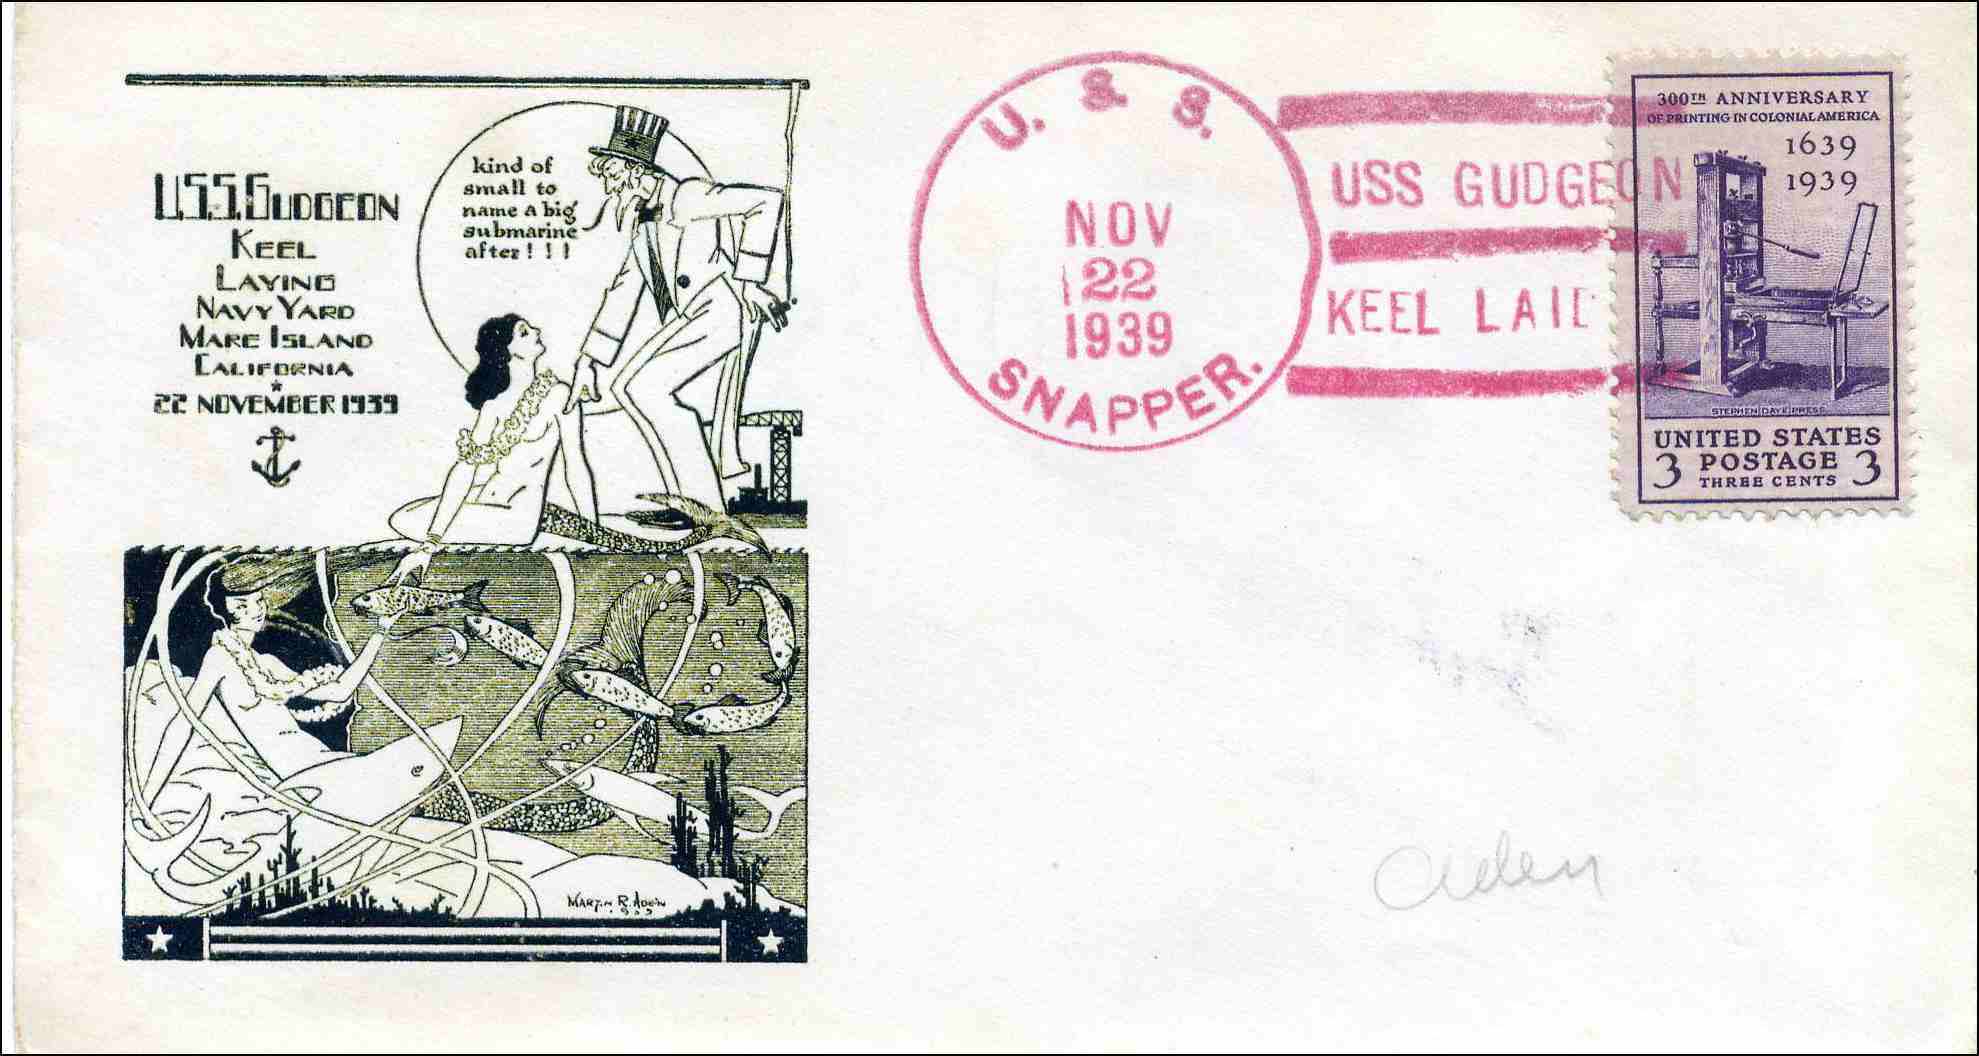 U.S.S. GUDGEON
KEEL
LAYING
NAVY YARD
MARE ISLAND
CALIFORNIA
22 NOVEMBER 1939
kind of
small to
name a big
submarine
after!!!
MARTIN R. ADEN
U. S. S.
NOV
22
1939
SNAPPER.
USS GUDGEON
KEEL LAID
300TH ANNIVERSARY
OF PRINTING IN COLONIAL AMERICA
1639
1939
STEPHEN DAYE PRESS
UNITED STATES
3 POSTAGE 3
THREE CENTS
Aden